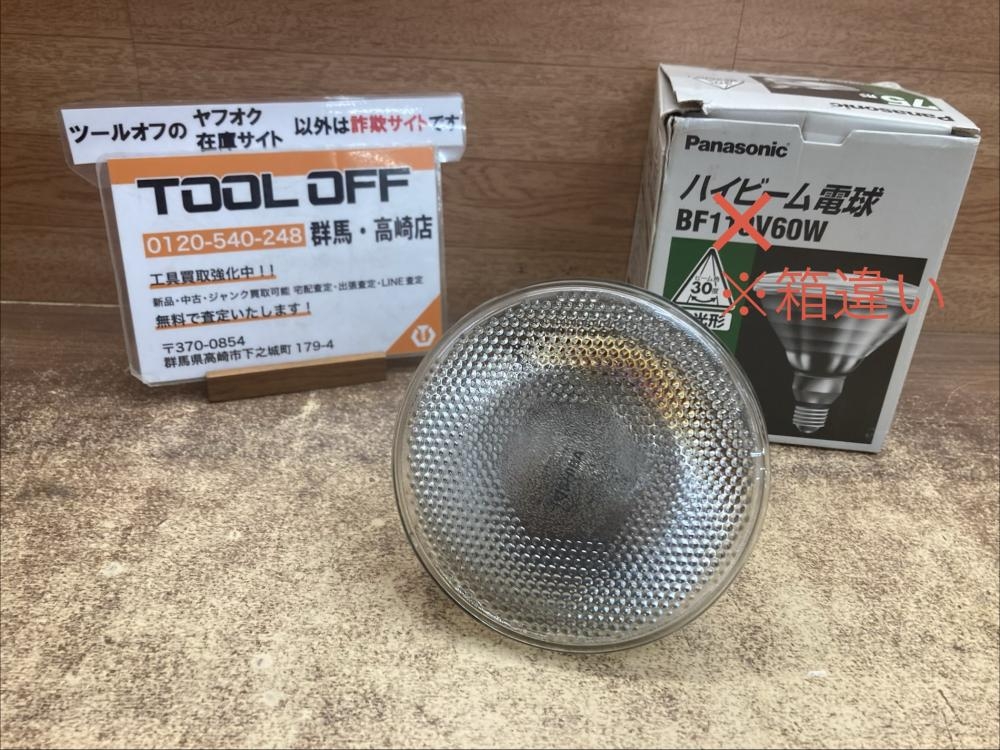 ツールオフの ヤフオク 在庫サイト 以外は詐欺サイトです
TOOL OFF
0120-540-248 群馬・高崎店
工具買取強化中！！
新品・中古・ジャンク買取可能 宅配査定・出張査定・LINE査定
無料で査定いたします！
〒370-0854
群馬県高崎市下之城町 179-4
Panasonic
75
Panasonic
ハイビーム電球
BF110V60W
30°
光形
※箱違い